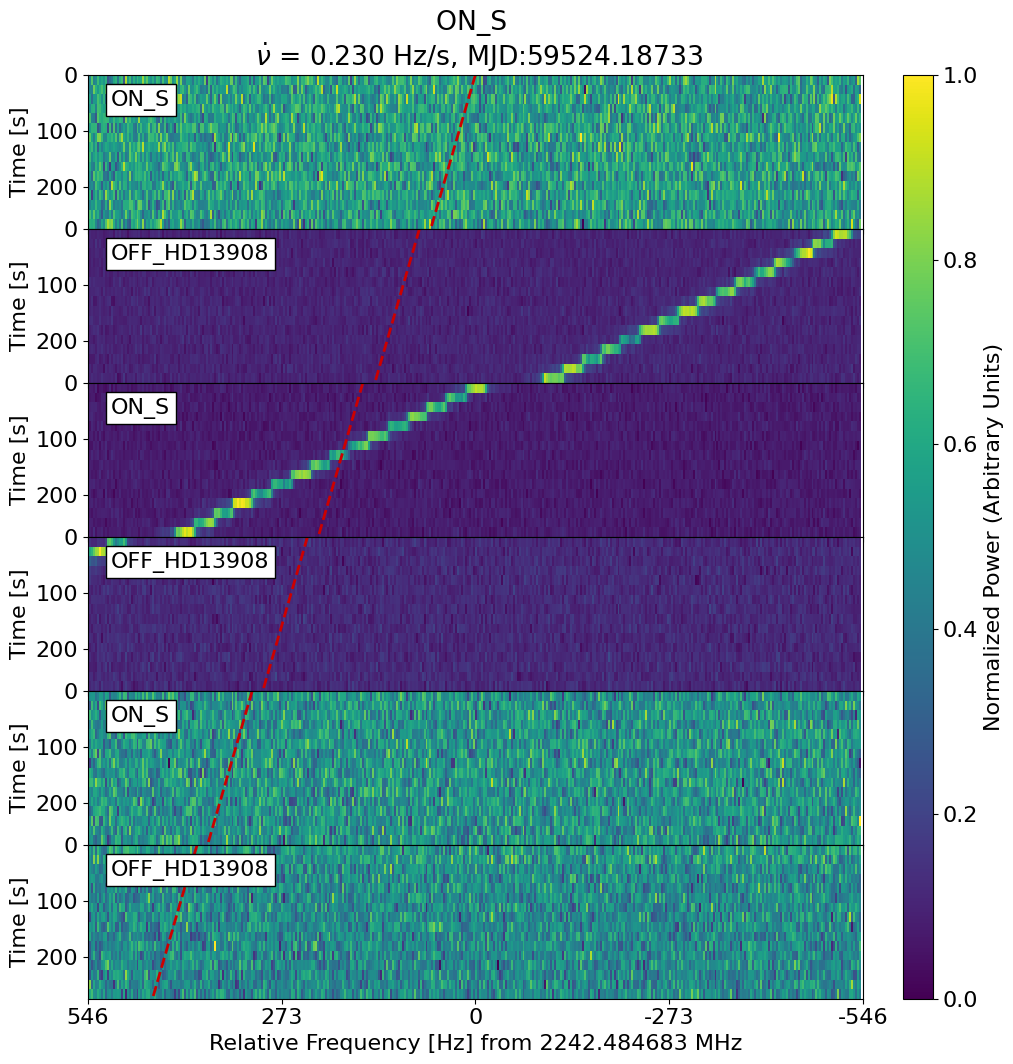 ON_S
ν̇ = 0.230 Hz/s, MJD:59524.18733
0
100
200
Time [s]
ON_S
0
100
200
Time [s]
OFF_HD13908
0
100
200
Time [s]
ON_S
0
100
200
Time [s]
OFF_HD13908
0
100
200
Time [s]
ON_S
0
100
200
Time [s]
OFF_HD13908
546
273
0
-273
-546
Relative Frequency [Hz] from 2242.484683 MHz
1.0
0.8
0.6
0.4
0.2
0.0
Normalized Power (Arbitrary Units)